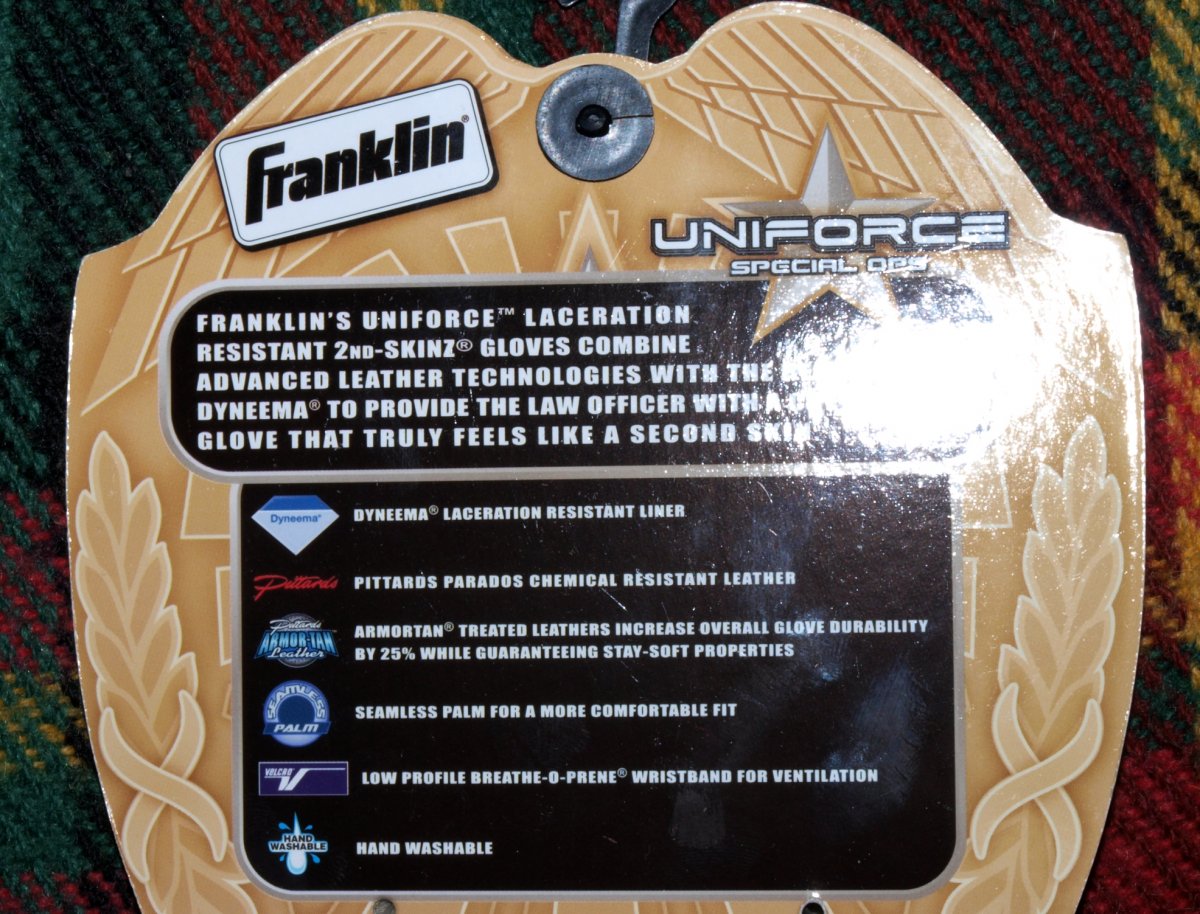 Franklin®
UNIFORCE
SPECIAL OPS
FRANKLIN'S UNIFORCE™ LACERATION
RESISTANT 2ND-SKINZ® GLOVES COMBINE
ADVANCED LEATHER TECHNOLOGIES WITH THE
DYNEEMA® TO PROVIDE THE LAW OFFICER WITH A
GLOVE THAT TRULY FEELS LIKE A SECOND SKIN
Dyneema®
DYNEEMA® LACERATION RESISTANT LINER
Pittards
PITTARDS PARADOS CHEMICAL RESISTANT LEATHER
Pittards
ARMOR-TAN™
Leather
ARMORTAN® TREATED LEATHERS INCREASE OVERALL GLOVE DURABILITY
BY 25% WHILE GUARANTEEING STAY-SOFT PROPERTIES
SEAMLESS
PALM
SEAMLESS PALM FOR A MORE COMFORTABLE FIT
VELCRO
LOW PROFILE BREATHE-O-PRENE® WRISTBAND FOR VENTILATION
HAND
WASHABLE
HAND WASHABLE